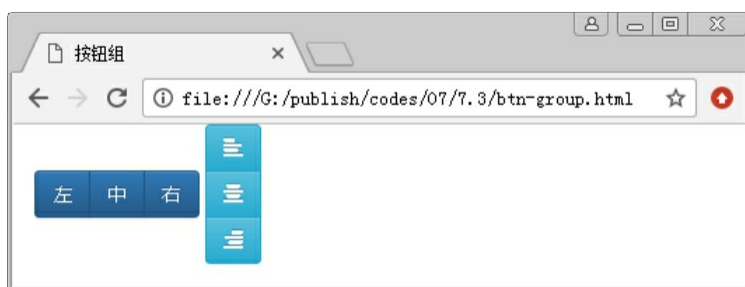 按钮组
file:///G:/publish/codes/07/7.3/btn-group.html
左 中 右